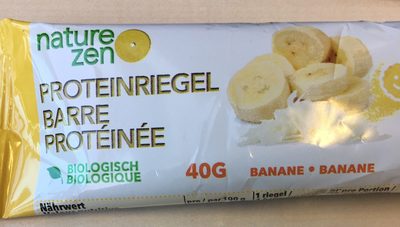 nature
zen
PROTEINRIEGEL
BARRE
PROTÉINÉE
BIOLOGISCH
BIOLOGIQUE
40G BANANE • BANANE
Nährwert pro / par 100 g 1 riegel / pro Portion /